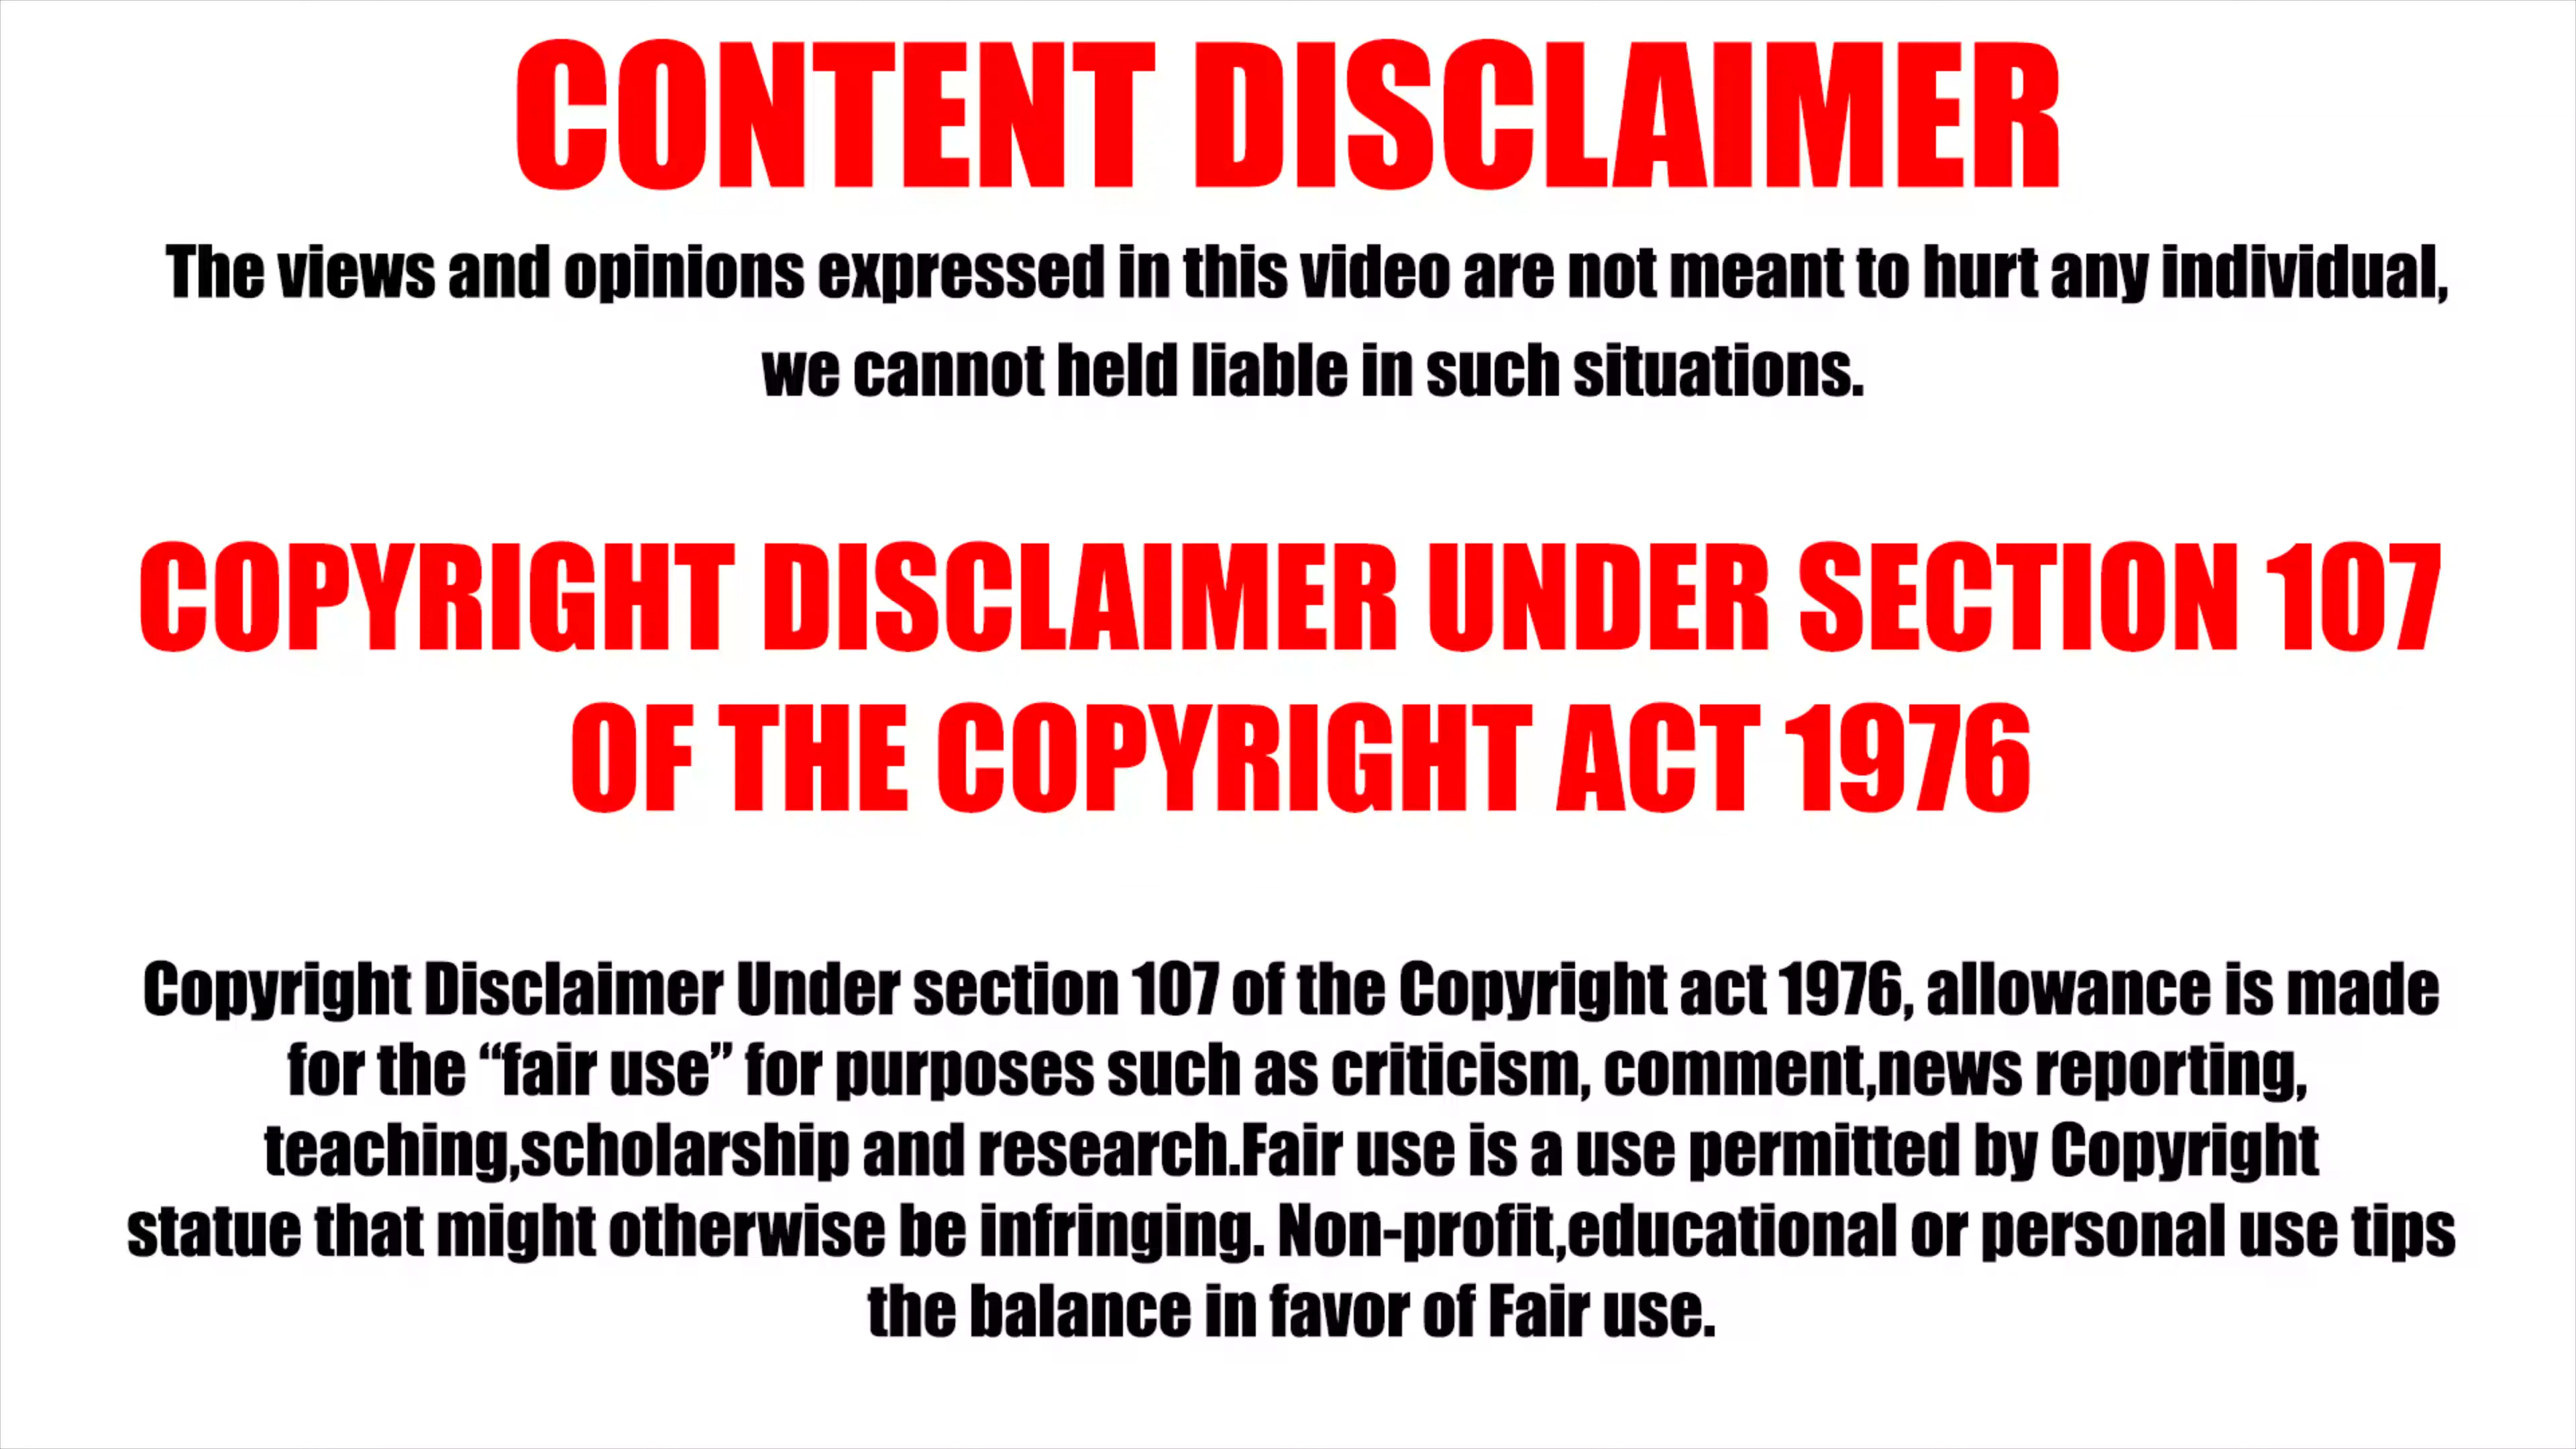 CONTENT DISCLAIMER
The views and opinions expressed in this video are not meant to hurt any individual,
we cannot held liable in such situations.
COPYRIGHT DISCLAIMER UNDER SECTION 107
OF THE COPYRIGHT ACT 1976
Copyright Disclaimer Under section 107 of the Copyright act 1976, allowance is made
for the “fair use” for purposes such as criticism, comment,news reporting,
teaching,scholarship and research.Fair use is a use permitted by Copyright
statue that might otherwise be infringing. Non-profit,educational or personal use tips
the balance in favor of Fair use.